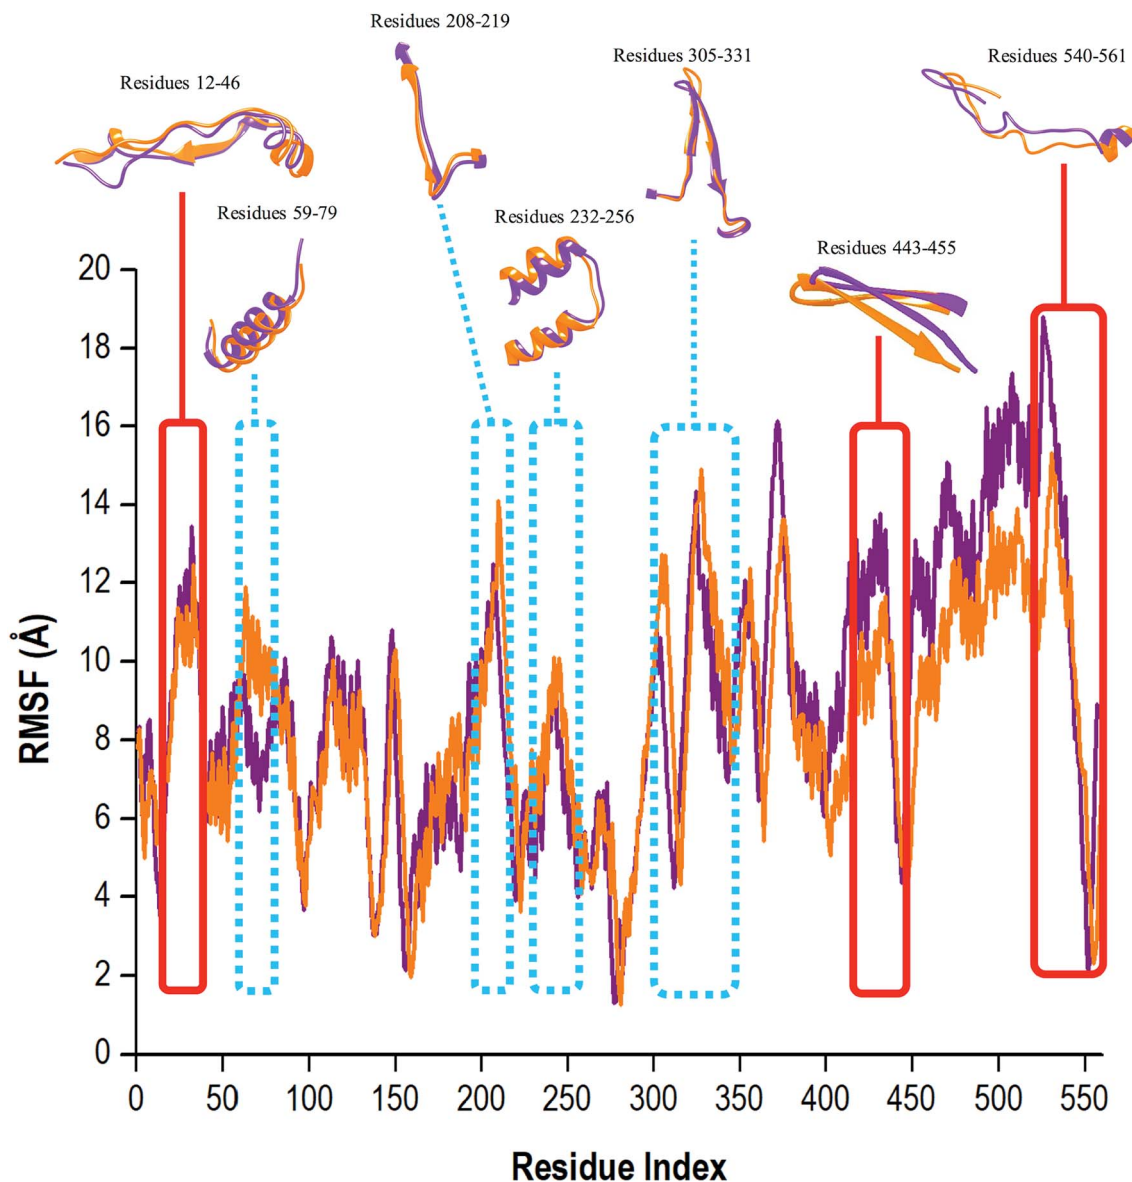 Residues 208-219
Residues 305-331
Residues 540-561
Residues 12-46
Residues 59-79
Residues 232-256
Residues 443-455
20
18
16
14
12
10
8
6
4
2
0
RMSF (Å)
0 50 100 150 200 250 300 350 400 450 500 550
Residue Index